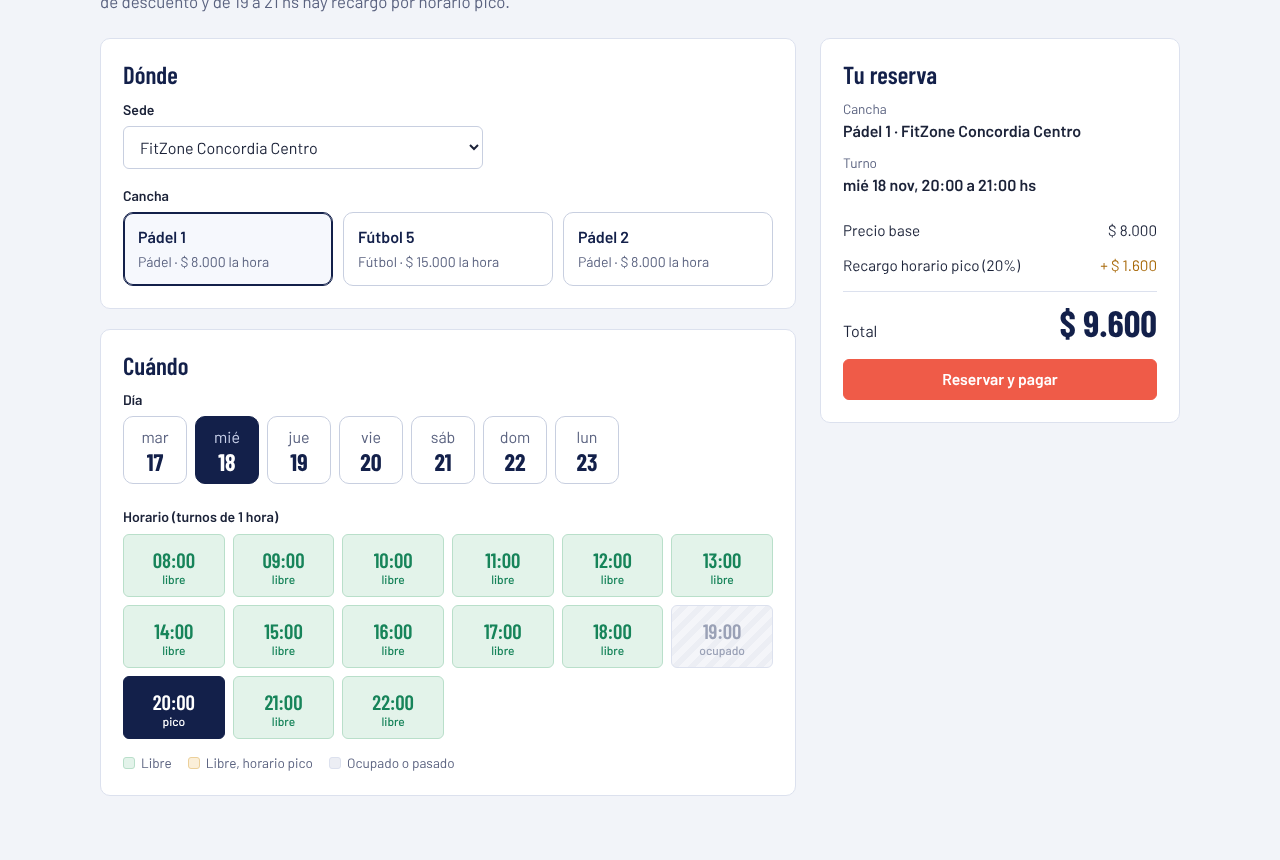 de descuento y de 19 a 21 hs hay recargo por horario pico.
Dónde
Sede
FitZone Concordia Centro
Cancha
Pádel 1
Pádel · $ 8.000 la hora
Fútbol 5
Fútbol · $ 15.000 la hora
Pádel 2
Pádel · $ 8.000 la hora
Cuándo
Día
mar
17
mié
18
jue
19
vie
20
sáb
21
dom
22
lun
23
Horario (turnos de 1 hora)
08:00
libre
09:00
libre
10:00
libre
11:00
libre
12:00
libre
13:00
libre
14:00
libre
15:00
libre
16:00
libre
17:00
libre
18:00
libre
19:00
ocupado
20:00
pico
21:00
libre
22:00
libre
Libre
Libre, horario pico
Ocupado o pasado
Tu reserva
Cancha
Pádel 1 · FitZone Concordia Centro
Turno
mié 18 nov, 20:00 a 21:00 hs
Precio base $ 8.000
Recargo horario pico (20%) + $ 1.600
Total $ 9.600
Reservar y pagar